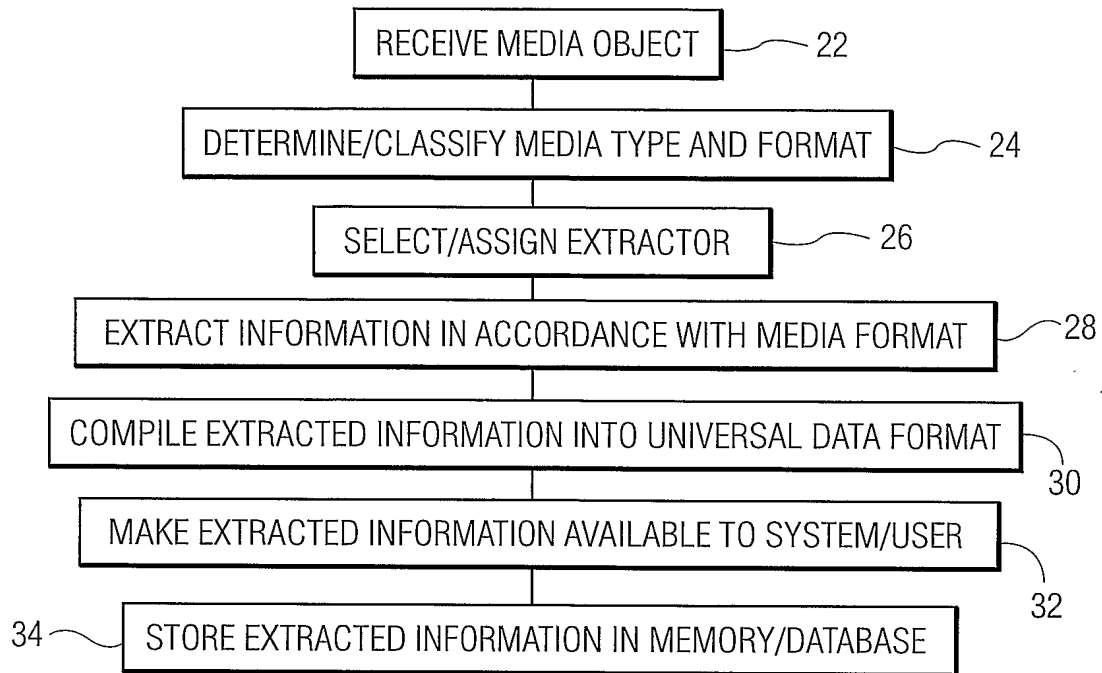 RECEIVE MEDIA OBJECT 22
DETERMINE/CLASSIFY MEDIA TYPE AND FORMAT 24
SELECT/ASSIGN EXTRACTOR 26
EXTRACT INFORMATION IN ACCORDANCE WITH MEDIA FORMAT 28
COMPILE EXTRACTED INFORMATION INTO UNIVERSAL DATA FORMAT 30
MAKE EXTRACTED INFORMATION AVAILABLE TO SYSTEM/USER 32
34 STORE EXTRACTED INFORMATION IN MEMORY/DATABASE